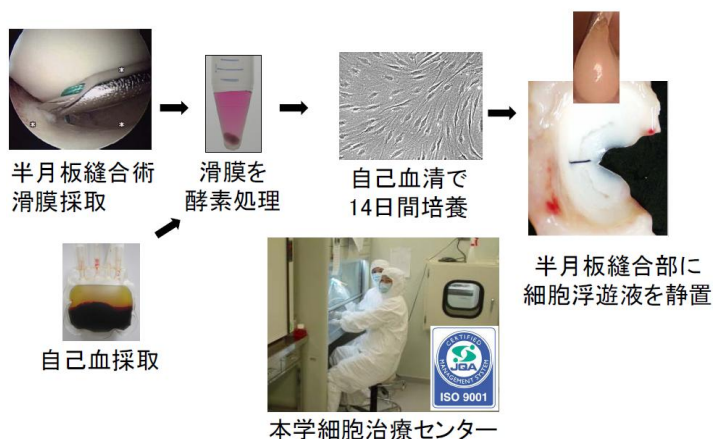 半月板縫合術
滑膜採取
滑膜を
酵素処理
自己血清で
14日間培養
半月板縫合部に
細胞浮遊液を静置
自己血採取
CERTIFIED
JQA
MANAGEMENT SYSTEM
ISO 9001
本学細胞治療センター